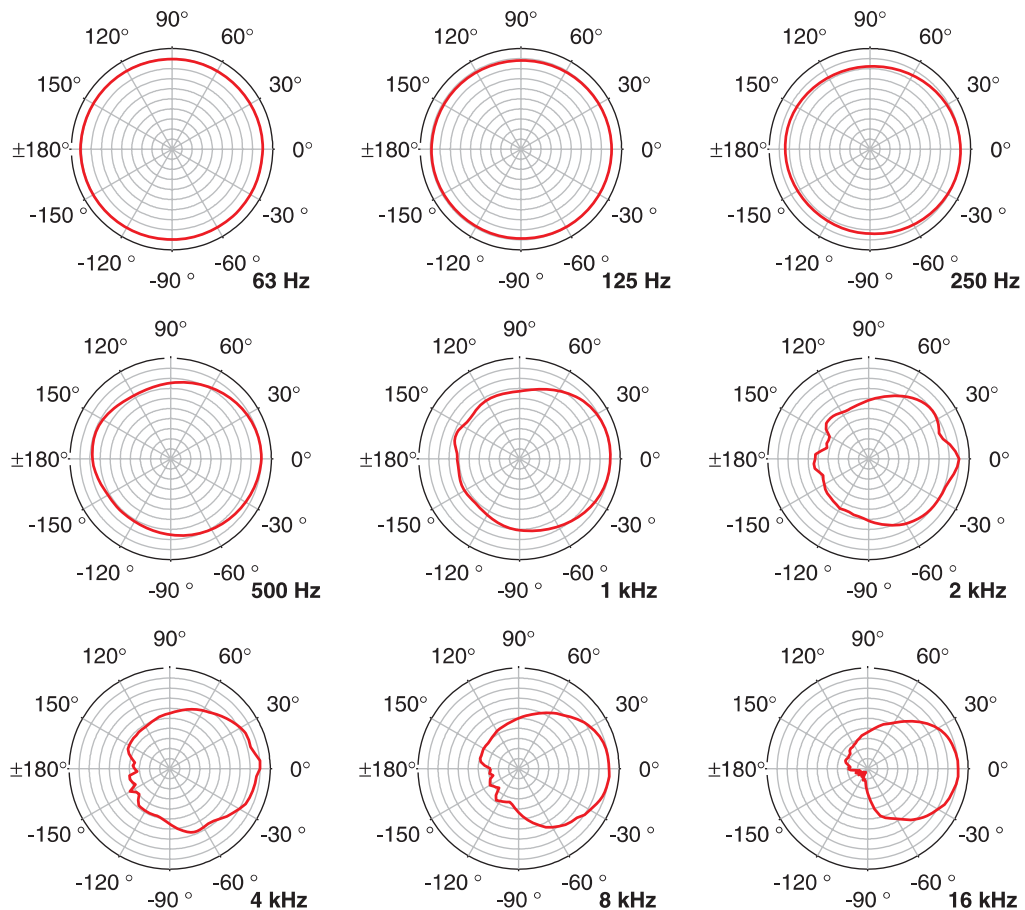 90° 90° 90°
120° 60° 120° 60° 120° 60°
150° 30° 150° 30° 150° 30°
±180° 0° ±180° 0° ±180° 0°
-150 ° -30 ° -150 ° -30 ° -150 ° -30 °
-120 ° -60 ° -120 ° -60 ° -120 ° -60 °
-90 ° 63 Hz -90 ° 125 Hz -90 ° 250 Hz
90° 90° 90°
120° 60° 120° 60° 120° 60°
150° 30° 150° 30° 150° 30°
±180° 0° ±180° 0° ±180° 0°
-150 ° -30 ° -150 ° -30 ° -150 ° -30 °
-120 ° -60 ° -120 ° -60 ° -120 ° -60 °
-90 ° 500 Hz -90 ° 1 kHz -90 ° 2 kHz
90° 90° 90°
120° 60° 120° 60° 120° 60°
150° 30° 150° 30° 150° 30°
±180° 0° ±180° 0° ±180° 0°
-150 ° -30 ° -150 ° -30 ° -150 ° -30 °
-120 ° -60 ° -120 ° -60 ° -120 ° -60 °
-90 ° 4 kHz -90 ° 8 kHz -90 ° 16 kHz